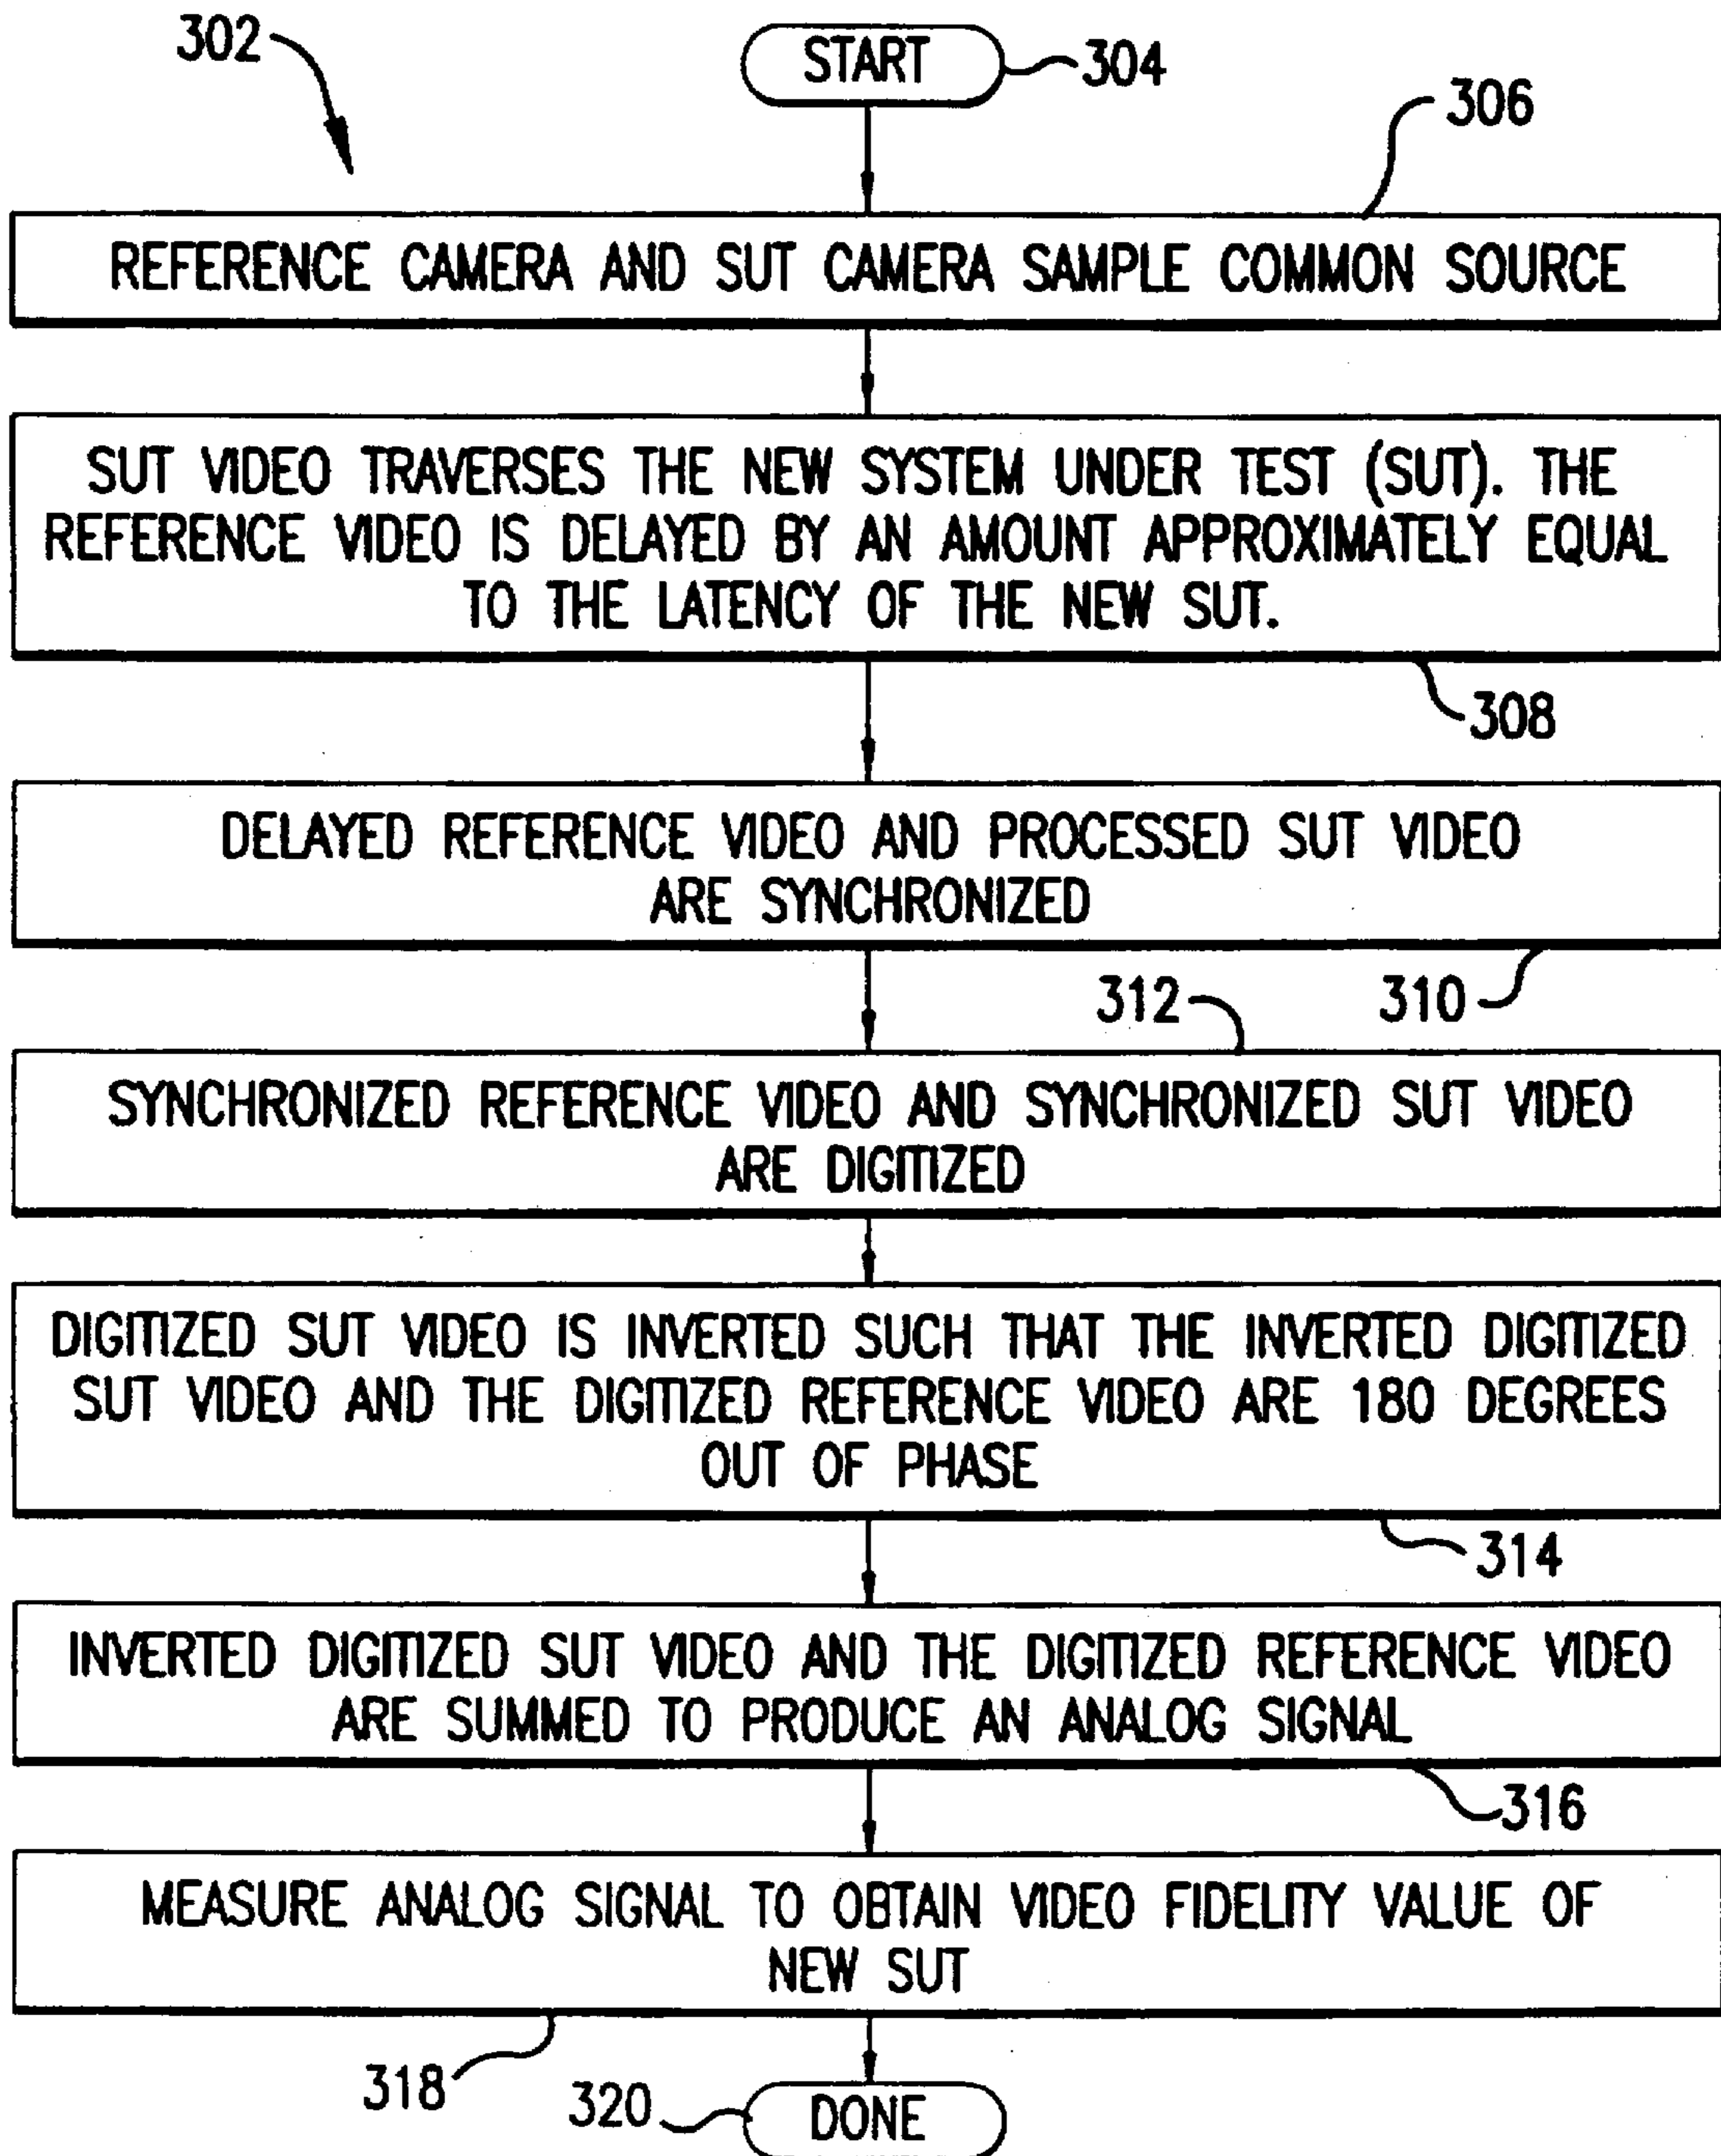 302
START
304
306
REFERENCE CAMERA AND SUT CAMERA SAMPLE COMMON SOURCE
SUT VIDEO TRAVERSES THE NEW SYSTEM UNDER TEST (SUT). THE
REFERENCE VIDEO IS DELAYED BY AN AMOUNT APPROXIMATELY EQUAL
TO THE LATENCY OF THE NEW SUT.
308
DELAYED REFERENCE VIDEO AND PROCESSED SUT VIDEO
ARE SYNCHRONIZED
310
312
SYNCHRONIZED REFERENCE VIDEO AND SYNCHRONIZED SUT VIDEO
ARE DIGITIZED
DIGITIZED SUT VIDEO IS INVERTED SUCH THAT THE INVERTED DIGITIZED
SUT VIDEO AND THE DIGITIZED REFERENCE VIDEO ARE 180 DEGREES
OUT OF PHASE
314
INVERTED DIGITIZED SUT VIDEO AND THE DIGITIZED REFERENCE VIDEO
ARE SUMMED TO PRODUCE AN ANALOG SIGNAL
316
MEASURE ANALOG SIGNAL TO OBTAIN VIDEO FIDELITY VALUE OF
NEW SUT
318
320
DONE